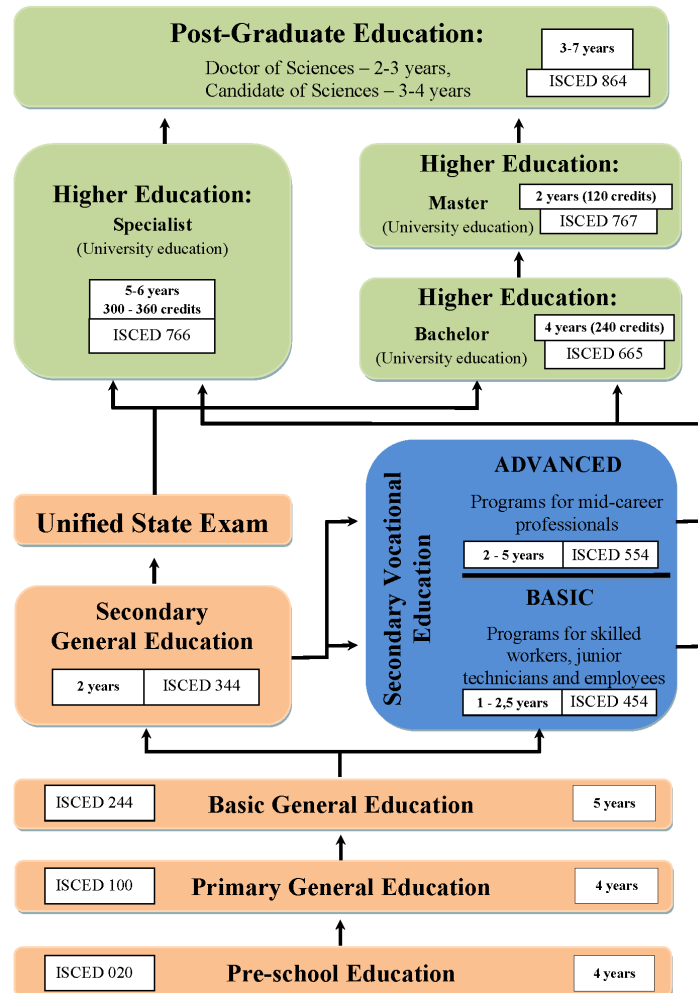 Post-Graduate Education:
Doctor of Sciences – 2-3 years,
Candidate of Sciences – 3-4 years
3-7 years
ISCED 864
Higher Education:
Specialist
(University education)
5-6 years
300 - 360 credits
ISCED 766
Higher Education:
Master
(University education)
2 years (120 credits)
ISCED 767
Higher Education:
Bachelor
(University education)
4 years (240 credits)
ISCED 665
Unified State Exam
Secondary
General Education
2 years
ISCED 344
Secondary Vocational
Education
ADVANCED
Programs for mid-career
professionals
2 - 5 years
ISCED 554
BASIC
Programs for skilled
workers, junior
technicians and employees
1 - 2,5 years
ISCED 454
ISCED 244
Basic General Education
5 years
ISCED 100
Primary General Education
4 years
ISCED 020
Pre-school Education
4 years